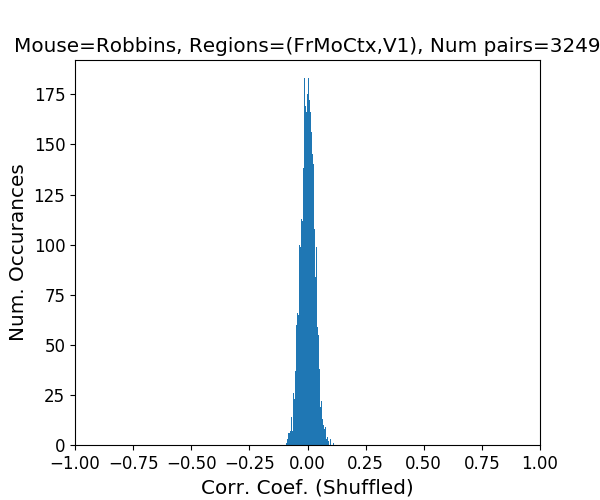 Mouse=Robbins, Regions=(FrMoCtx,V1), Num pairs=3249
175
150
125
100
75
50
25
0
Num. Occurances
−1.00 −0.75 −0.50 −0.25 0.00 0.25 0.50 0.75 1.00
Corr. Coef. (Shuffled)